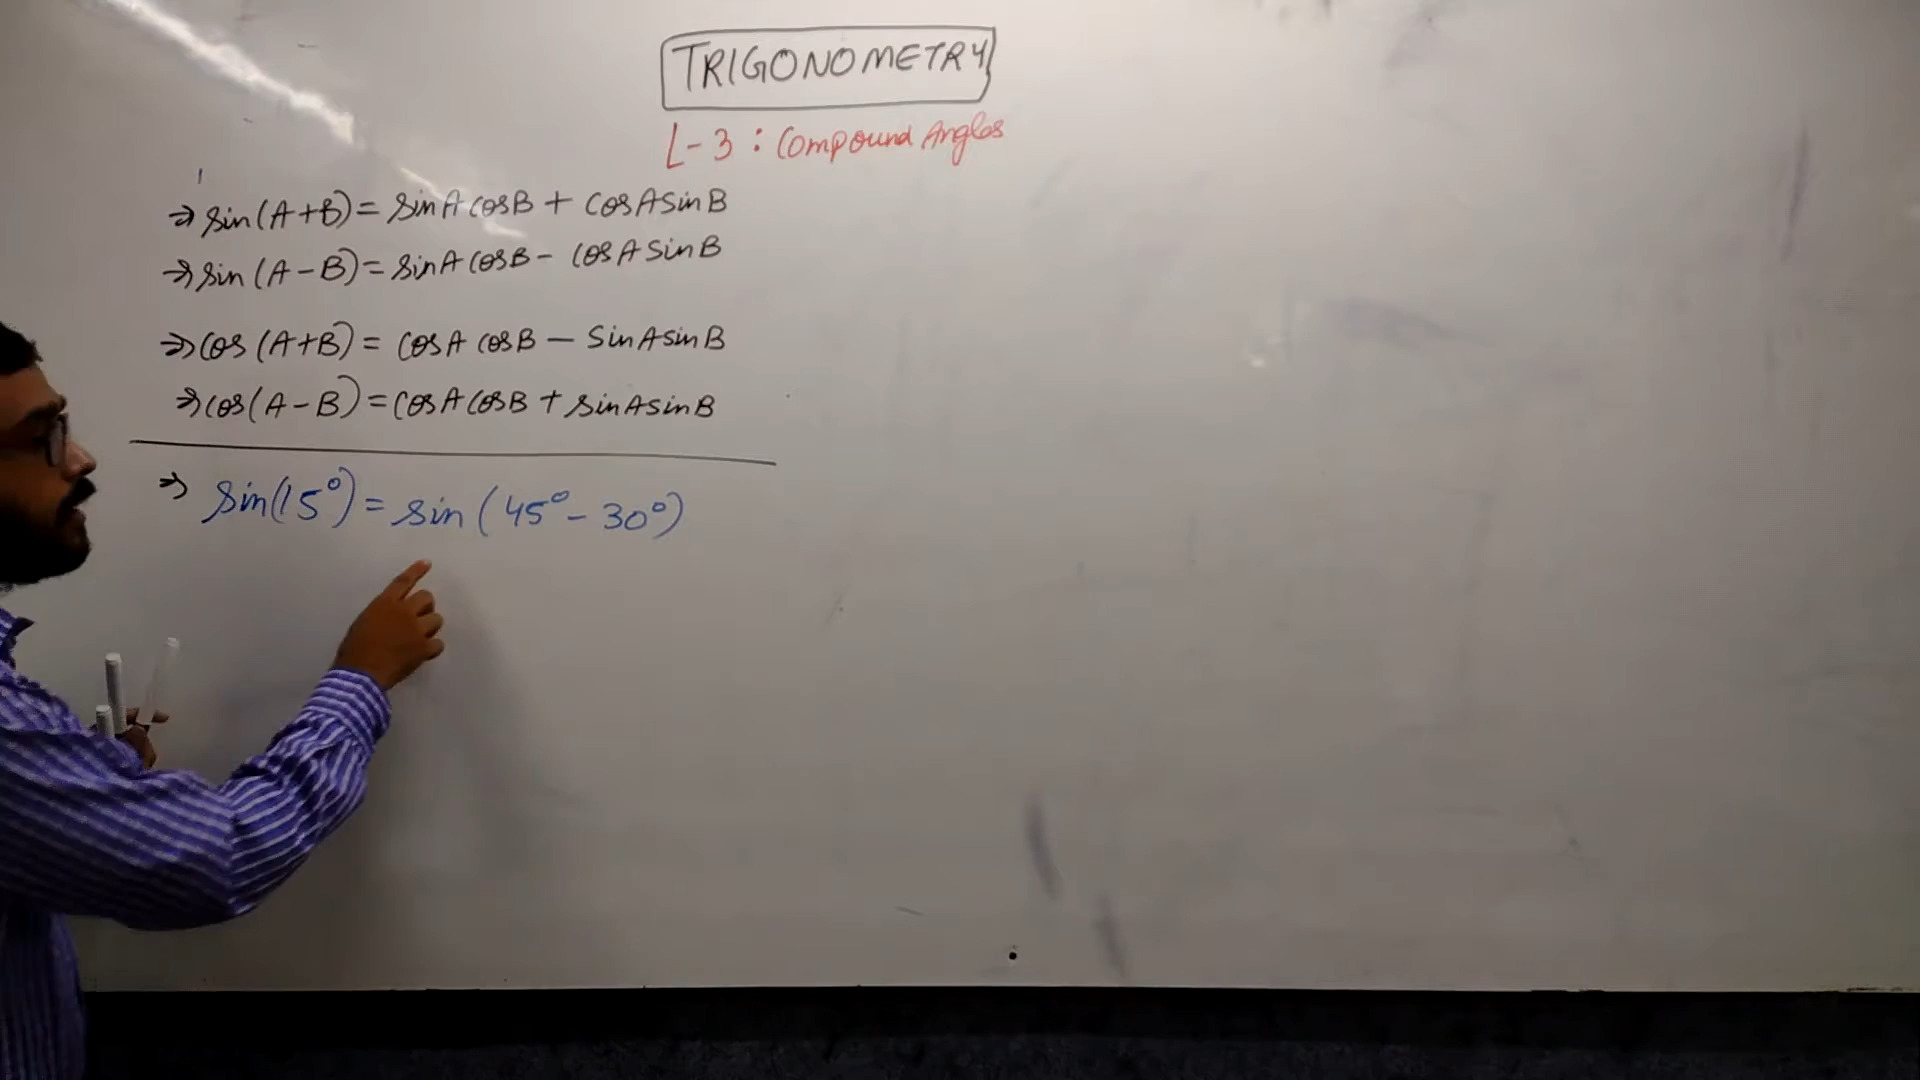 TRIGONOMETRY
L-3 : Compound Angles
⇒ sin(A+B) = sinA cosB + cosA sinB
⇒ sin(A-B) = sinA cosB - cosA sinB
⇒ cos(A+B) = cosA cosB - sinA sinB
⇒ cos(A-B) = cosA cosB + sinA sinB
⇒ sin(15°) = sin(45° - 30°)